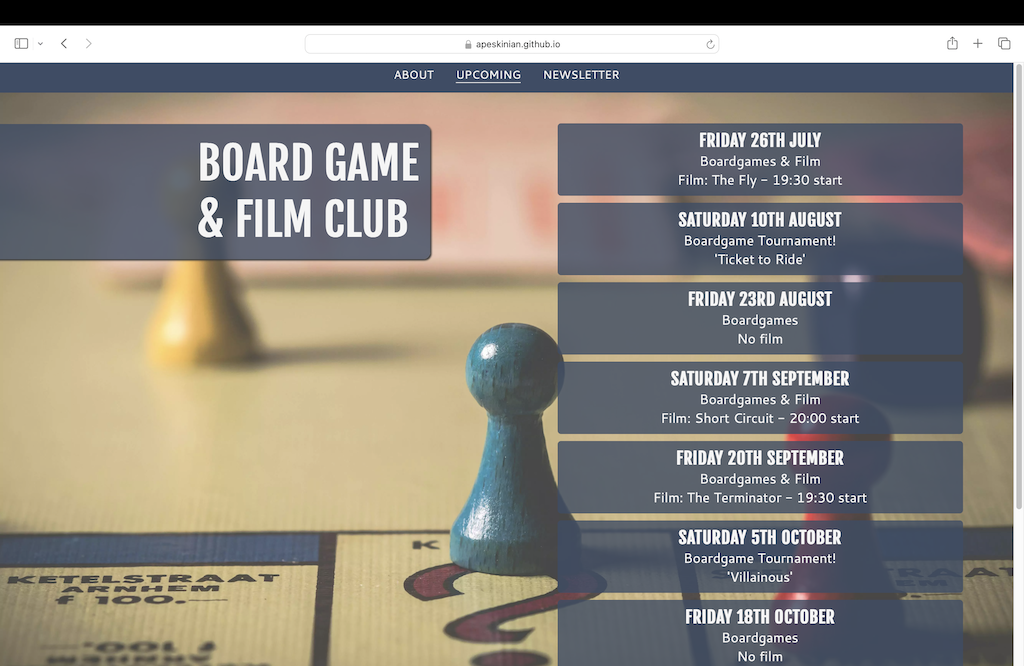 apeskinian.github.io
ABOUT UPCOMING NEWSLETTER
BOARD GAME
& FILM CLUB
FRIDAY 26TH JULY
Boardgames & Film
Film: The Fly - 19:30 start
SATURDAY 10TH AUGUST
Boardgame Tournament!
'Ticket to Ride'
FRIDAY 23RD AUGUST
Boardgames
No film
SATURDAY 7TH SEPTEMBER
Boardgames & Film
Film: Short Circuit - 20:00 start
FRIDAY 20TH SEPTEMBER
Boardgames & Film
Film: The Terminator - 19:30 start
SATURDAY 5TH OCTOBER
Boardgame Tournament!
'Villainous'
FRIDAY 18TH OCTOBER
Boardgames
No film
K
KETELSTRAAT
ARNHEM
ƒ 100.—
?